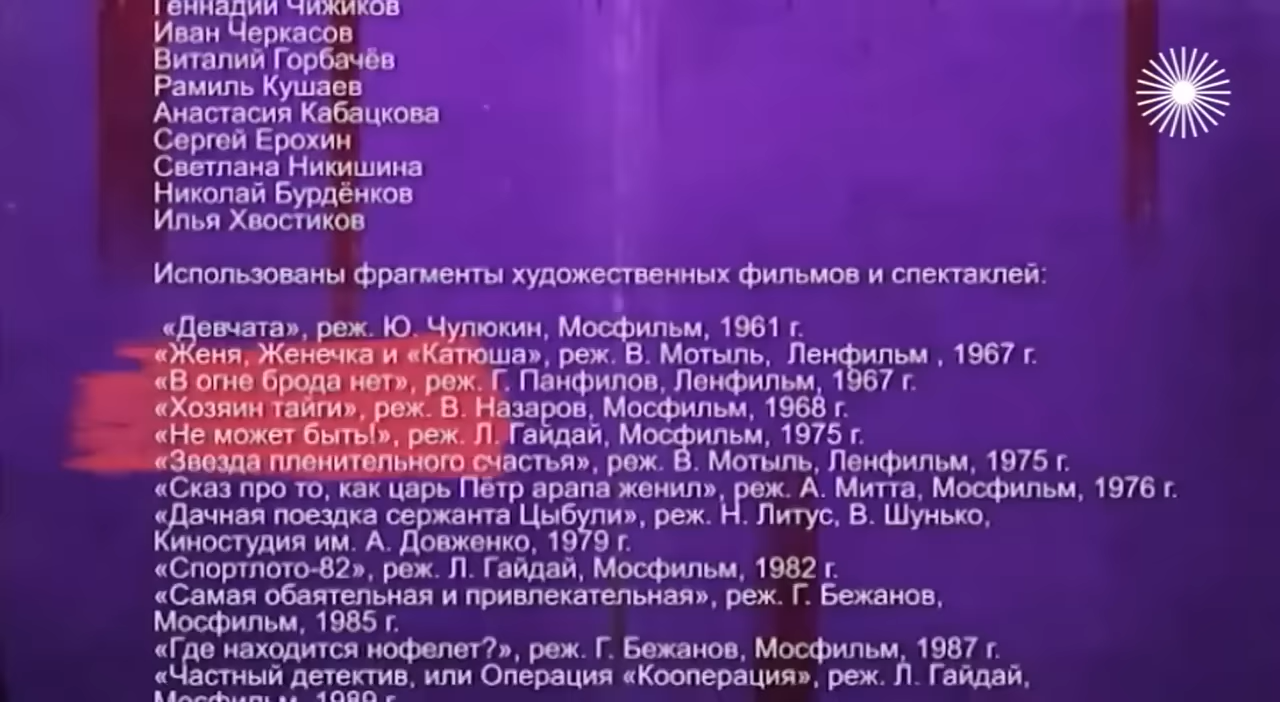 Геннадий Чижиков
Иван Черкасов
Виталий Горбачёв
Рамиль Кушаев
Анастасия Кабацкова
Сергей Ерохин
Светлана Никишина
Николай Бурдёнков
Илья Хвостиков
Использованы фрагменты художественных фильмов и спектаклей:
«Девчата», реж. Ю. Чулюкин, Мосфильм, 1961 г.
«Женя, Женечка и «Катюша», реж. В. Мотыль,  Ленфильм , 1967 г.
«В огне брода нет», реж. Г. Панфилов, Ленфильм, 1967 г.
«Хозяин тайги», реж. В. Назаров, Мосфильм, 1968 г.
«Не может быть!», реж. Л. Гайдай, Мосфильм, 1975 г.
«Звезда пленительного счастья», реж. В. Мотыль, Ленфильм, 1975 г.
«Сказ про то, как царь Пётр арапа женил», реж. А. Митта, Мосфильм, 1976 г.
«Дачная поездка сержанта Цыбули», реж. Н. Литус, В. Шунько,
Киностудия им. А. Довженко, 1979 г.
«Спортлото-82», реж. Л. Гайдай, Мосфильм, 1982 г.
«Самая обаятельная и привлекательная», реж. Г. Бежанов,
Мосфильм, 1985 г.
«Где находится нофелет?», реж. Г. Бежанов, Мосфильм, 1987 г.
«Частный детектив, или Операция «Кооперация», реж. Л. Гайдай,
Мосфильм, 1989 г.